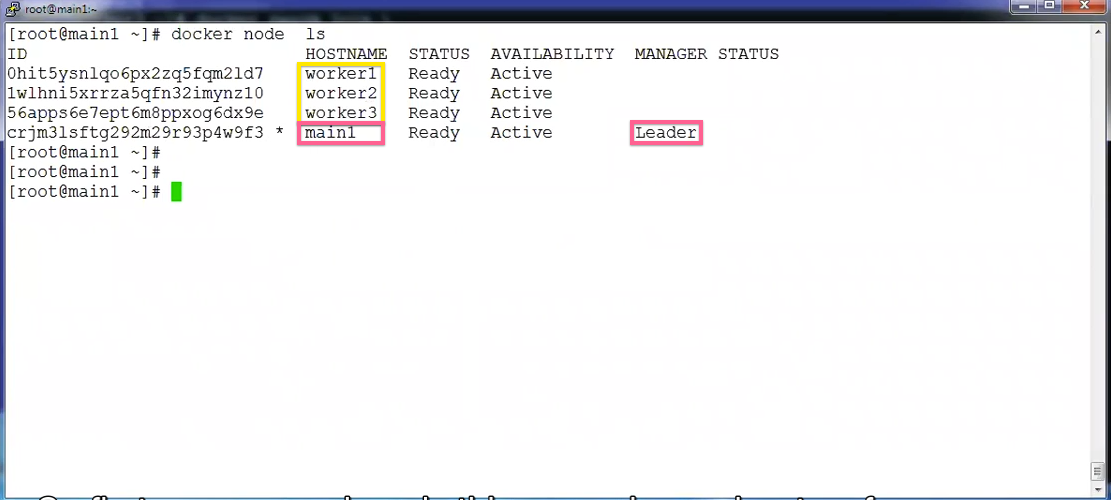 root@main1:~
[root@main1 ~]# docker node  ls
ID HOSTNAME STATUS AVAILABILITY MANAGER STATUS
0hit5ysnlqo6px2zq5fqm2ld7 worker1 Ready Active
1wlhni5xrrza5qfn32imynz10 worker2 Ready Active
56apps6e7ept6m8ppxog6dx9e worker3 Ready Active
crjm3lsftg292m29r93p4w9f3 * main1 Ready Active Leader
[root@main1 ~]#
[root@main1 ~]#
[root@main1 ~]#